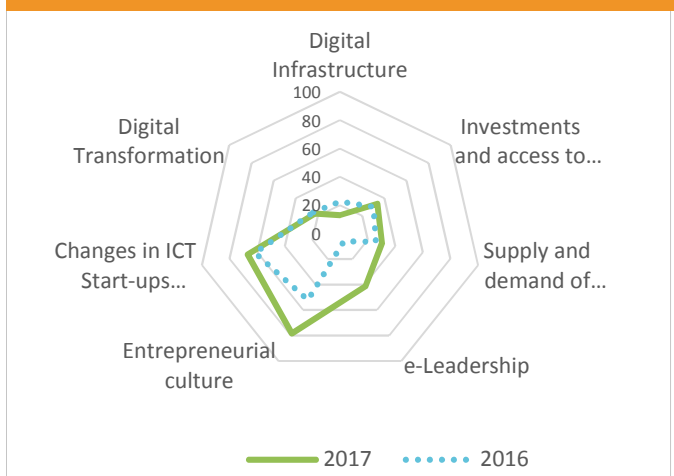 Digital
Infrastructure
100
80
60
40
20
0
Investments
and access to...
Supply and
demand of...
e-Leadership
Entrepreneurial
culture
Changes in ICT
Start-ups...
Digital
Transformation
2017
2016